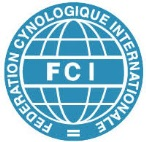 FEDERATION CYNOLOGIQUE INTERNATIONALE
FCI